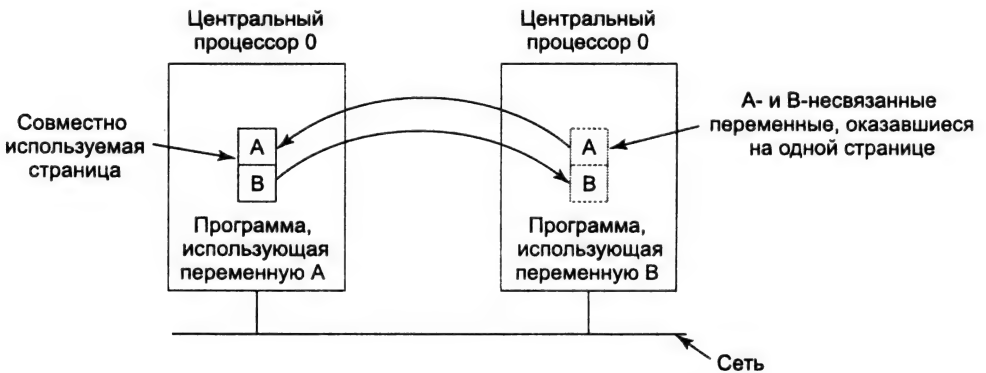 Центральный
процессор 0
Центральный
процессор 0
Совместно
используемая
страница
A
B
A
B
А- и В-несвязанные
переменные, оказавшиеся
на одной странице
Программа,
использующая
переменную А
Программа,
использующая
переменную В
Сеть